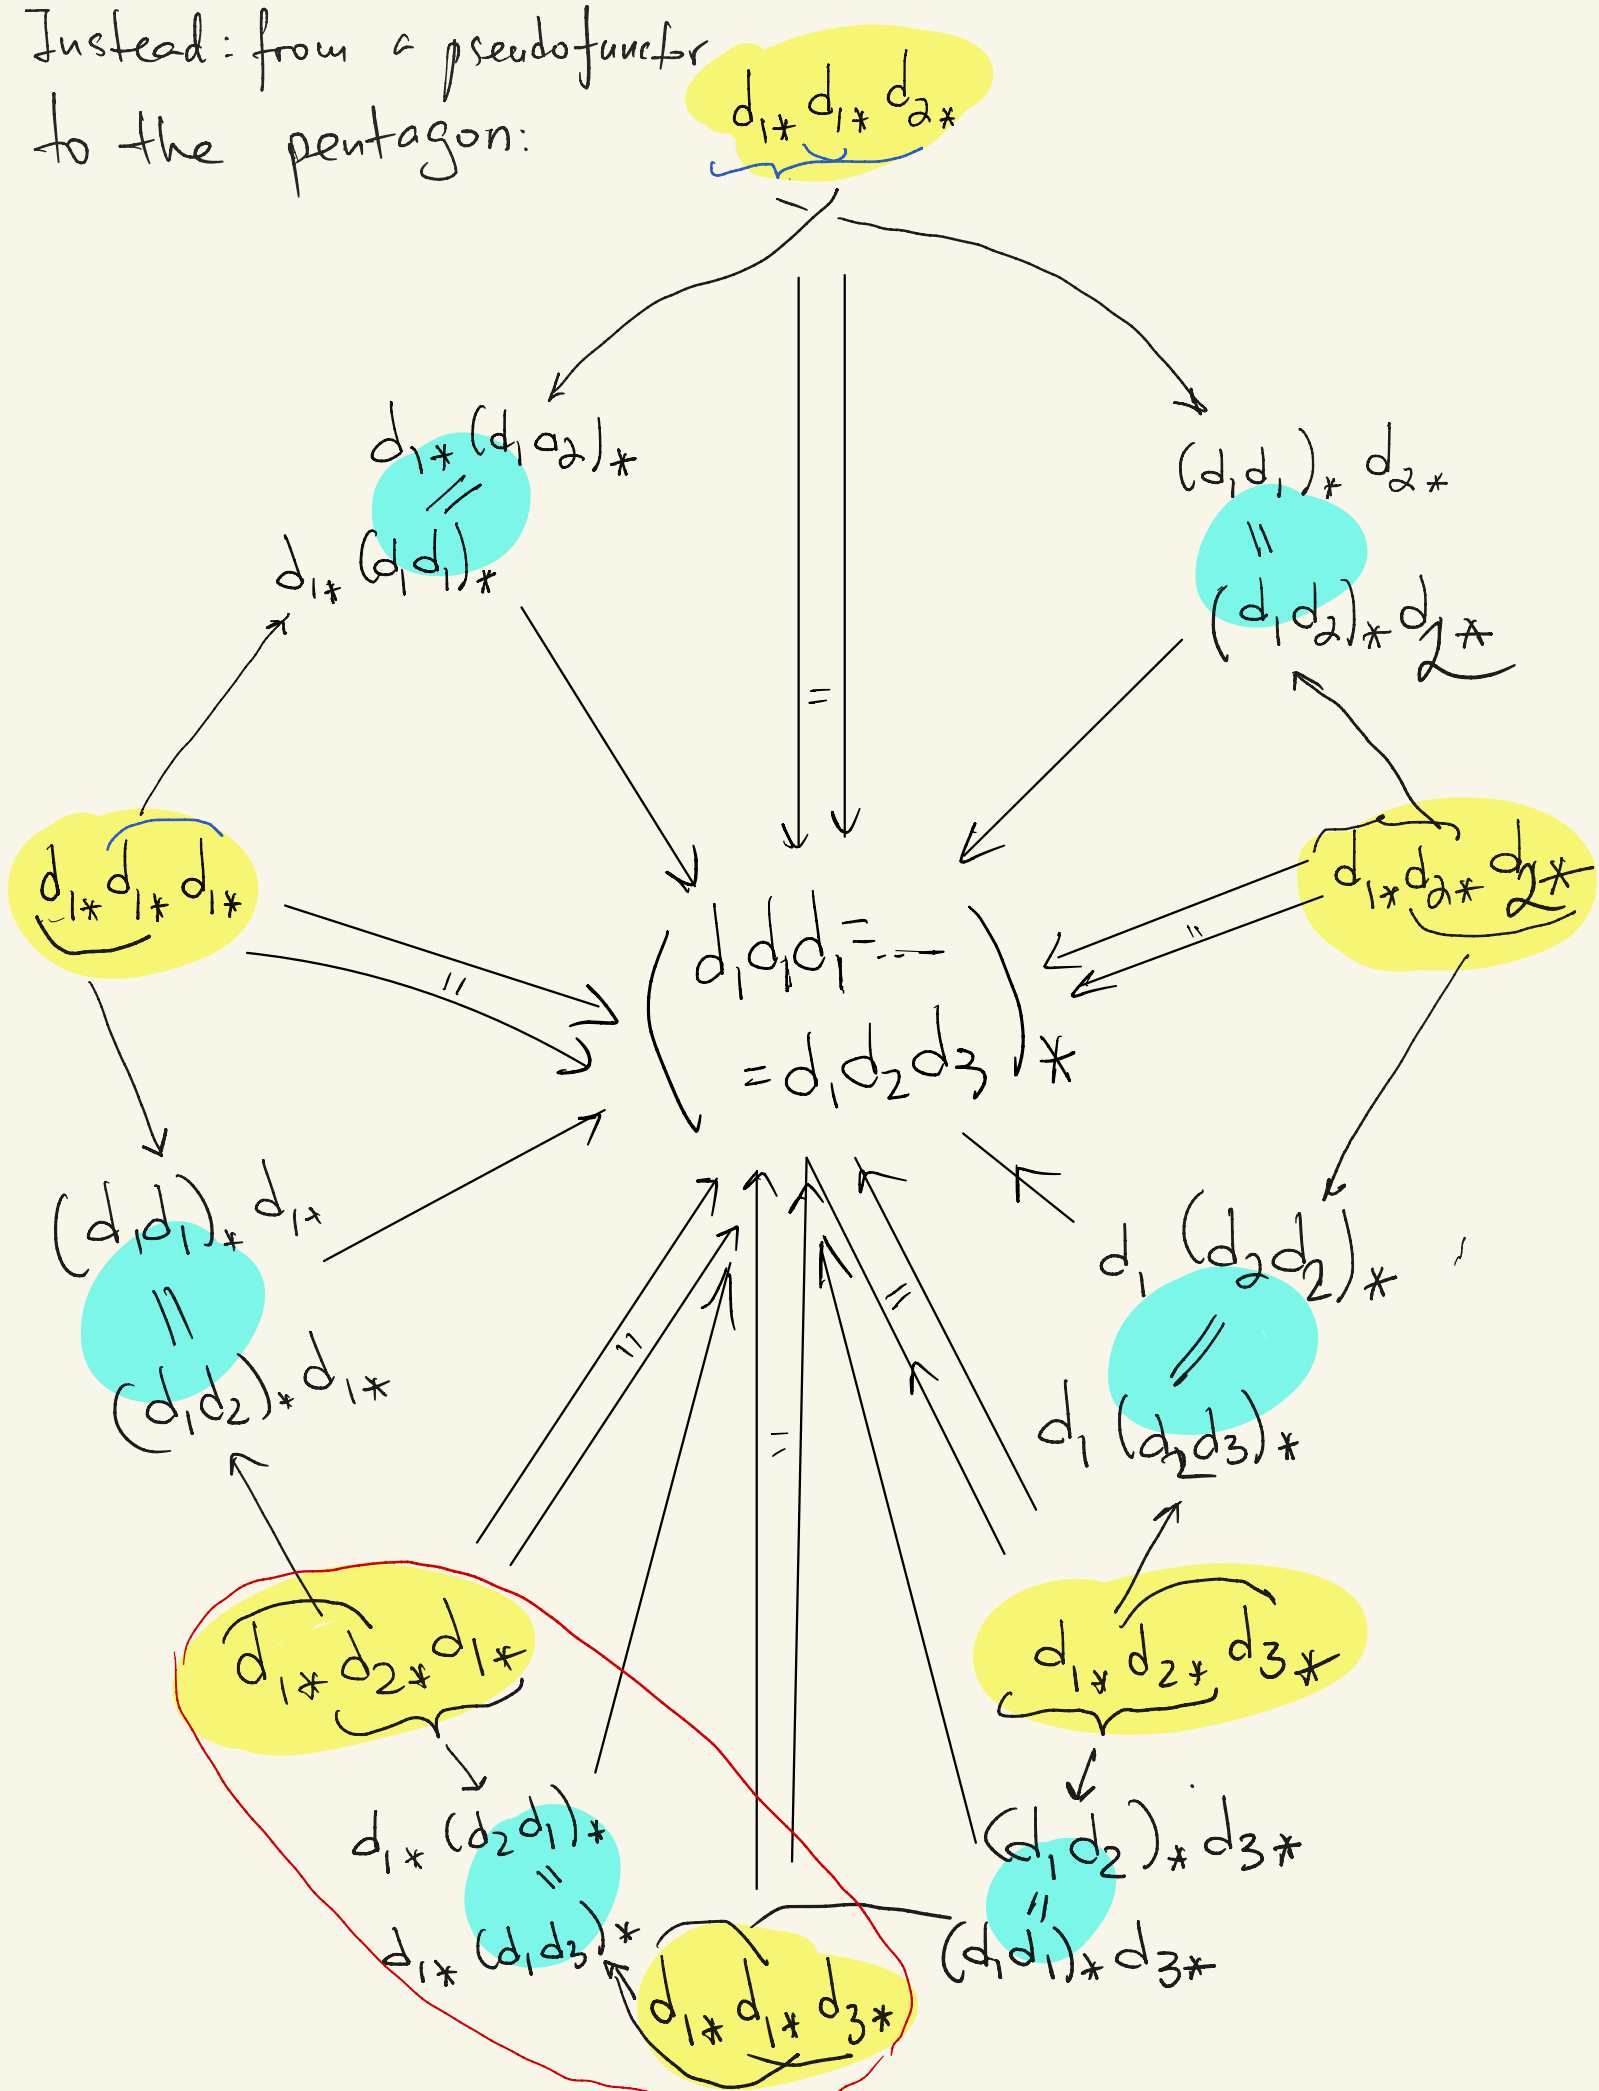 Instead: from a pseudofunctor
to the pentagon:
d₁* d₁* d₂*
d₁* (d₁ d₂)*
//
d₁* (d₁d₁)*
(d₁d₁)* d₂*
=
(d₁d₂)* d₂*
=
d₁* d₁* d₁*
d₁* d₂* d₂*
=
=
(d₁d₁d₁ = ...
= d₁d₂d₃)*
(d₁d₁)* d₁*
=
(d₁d₂)* d₁*
d₁ (d₂d₂)*
//
d₁ (d₂d₃)*
=
=
=
d₁* d₂* d₁*
d₁* d₂* d₃*
d₁* (d₂d₁)*
=
d₁* (d₁d₃)*
(d₁d₂)* d₃*
=
(d₁d₁)* d₃*
d₁* d₁* d₃*